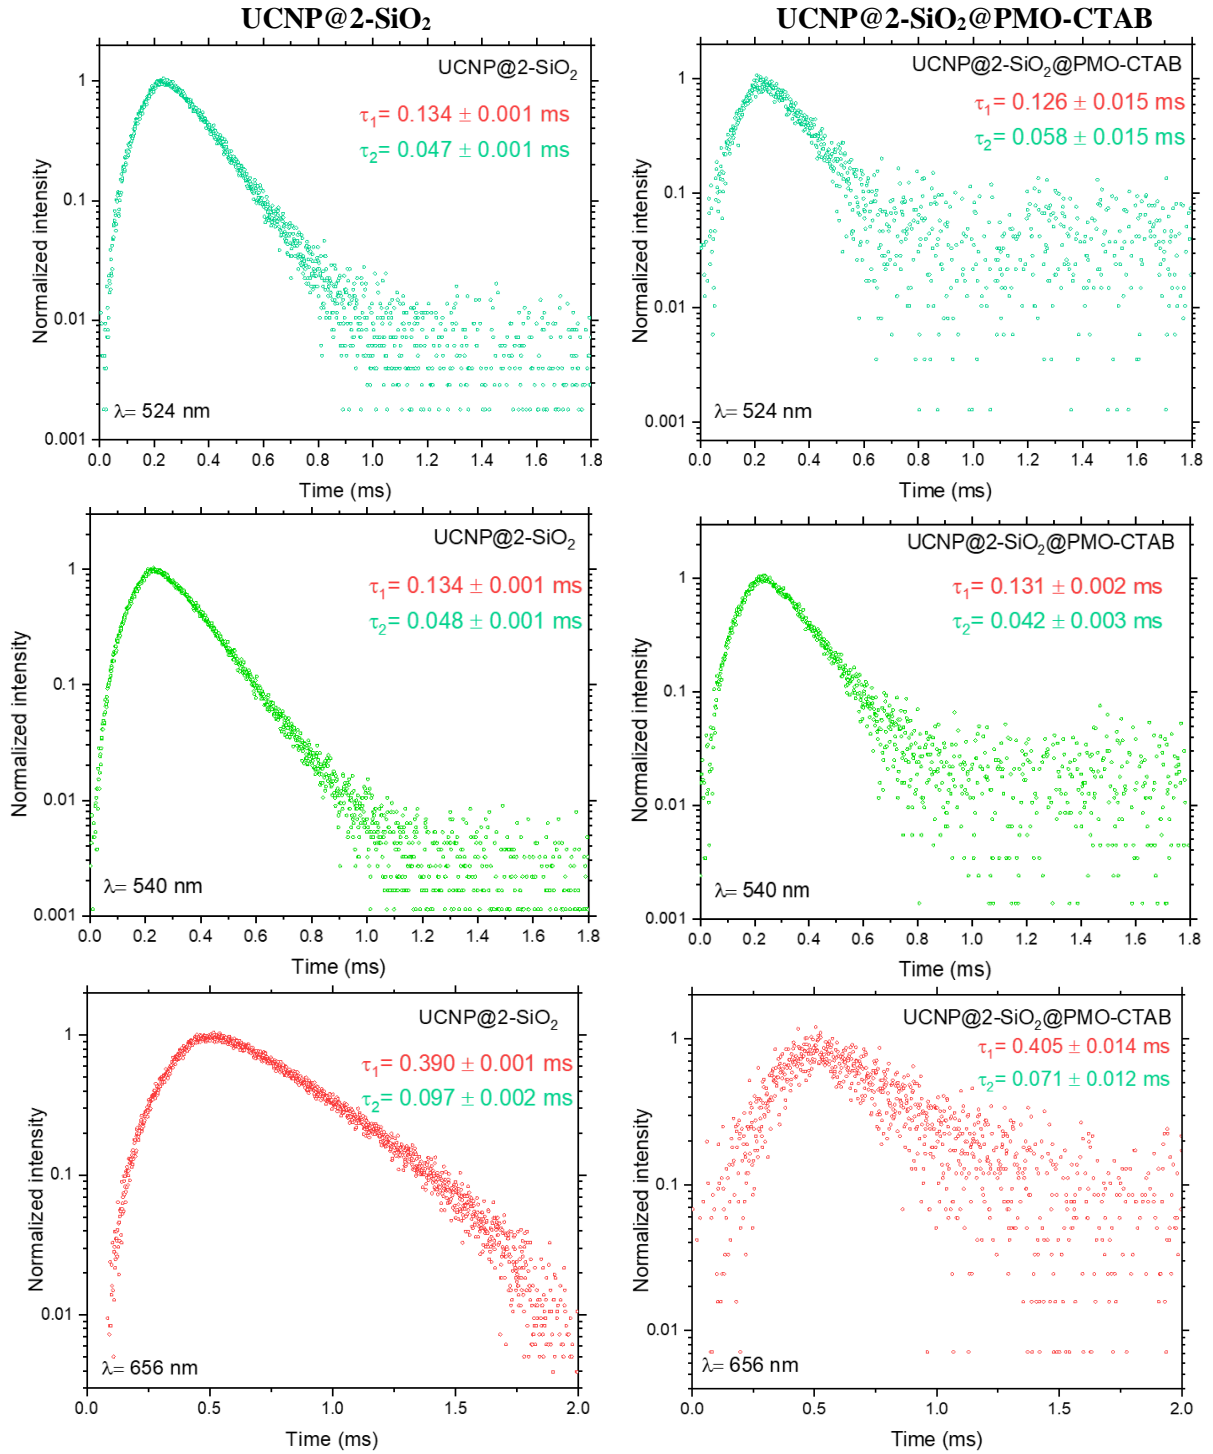 UCNP@2-SiO₂
UCNP@2-SiO₂@PMO-CTAB
UCNP@2-SiO₂
τ₁= 0.134 ± 0.001 ms
τ₂= 0.047 ± 0.001 ms
1
0.1
0.01
0.001
Normalized intensity
λ= 524 nm
0.0 0.2 0.4 0.6 0.8 1.0 1.2 1.4 1.6 1.8
Time (ms)
UCNP@2-SiO₂@PMO-CTAB
τ₁= 0.126 ± 0.015 ms
τ₂= 0.058 ± 0.015 ms
1
0.1
0.01
0.001
Normalized intensity
λ= 524 nm
0.0 0.2 0.4 0.6 0.8 1.0 1.2 1.4 1.6 1.8
Time (ms)
UCNP@2-SiO₂
τ₁= 0.134 ± 0.001 ms
τ₂= 0.048 ± 0.001 ms
1
0.1
0.01
0.001
Normalized intensity
λ= 540 nm
0.0 0.2 0.4 0.6 0.8 1.0 1.2 1.4 1.6 1.8
Time (ms)
UCNP@2-SiO₂@PMO-CTAB
τ₁= 0.131 ± 0.002 ms
τ₂= 0.042 ± 0.003 ms
1
0.1
0.01
0.001
Normalized intensity
λ= 540 nm
0.0 0.2 0.4 0.6 0.8 1.0 1.2 1.4 1.6 1.8
Time (ms)
UCNP@2-SiO₂
τ₁= 0.390 ± 0.001 ms
τ₂= 0.097 ± 0.002 ms
1
0.1
0.01
Normalized intensity
λ= 656 nm
0.0 0.5 1.0 1.5 2.0
Time (ms)
UCNP@2-SiO₂@PMO-CTAB
τ₁= 0.405 ± 0.014 ms
τ₂= 0.071 ± 0.012 ms
1
0.1
0.01
Normalized intensity
λ= 656 nm
0.0 0.5 1.0 1.5 2.0
Time (ms)